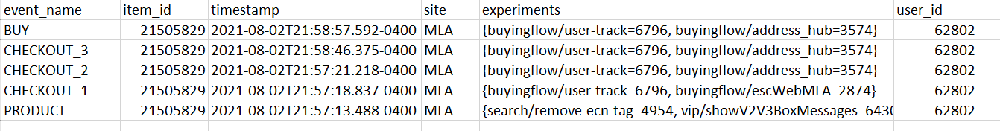 event_name item_id timestamp site experiments user_id
BUY 21505829 2021-08-02T21:58:57.592-0400 MLA {buyingflow/user-track=6796, buyingflow/address_hub=3574} 62802
CHECKOUT_3 21505829 2021-08-02T21:58:46.375-0400 MLA {buyingflow/user-track=6796, buyingflow/address_hub=3574} 62802
CHECKOUT_2 21505829 2021-08-02T21:57:21.218-0400 MLA {buyingflow/user-track=6796, buyingflow/address_hub=3574} 62802
CHECKOUT_1 21505829 2021-08-02T21:57:18.837-0400 MLA {buyingflow/user-track=6796, buyingflow/escWebMLA=2874} 62802
PRODUCT 21505829 2021-08-02T21:57:13.488-0400 MLA {search/remove-ecn-tag=4954, vip/showV2V3BoxMessages=6430 62802